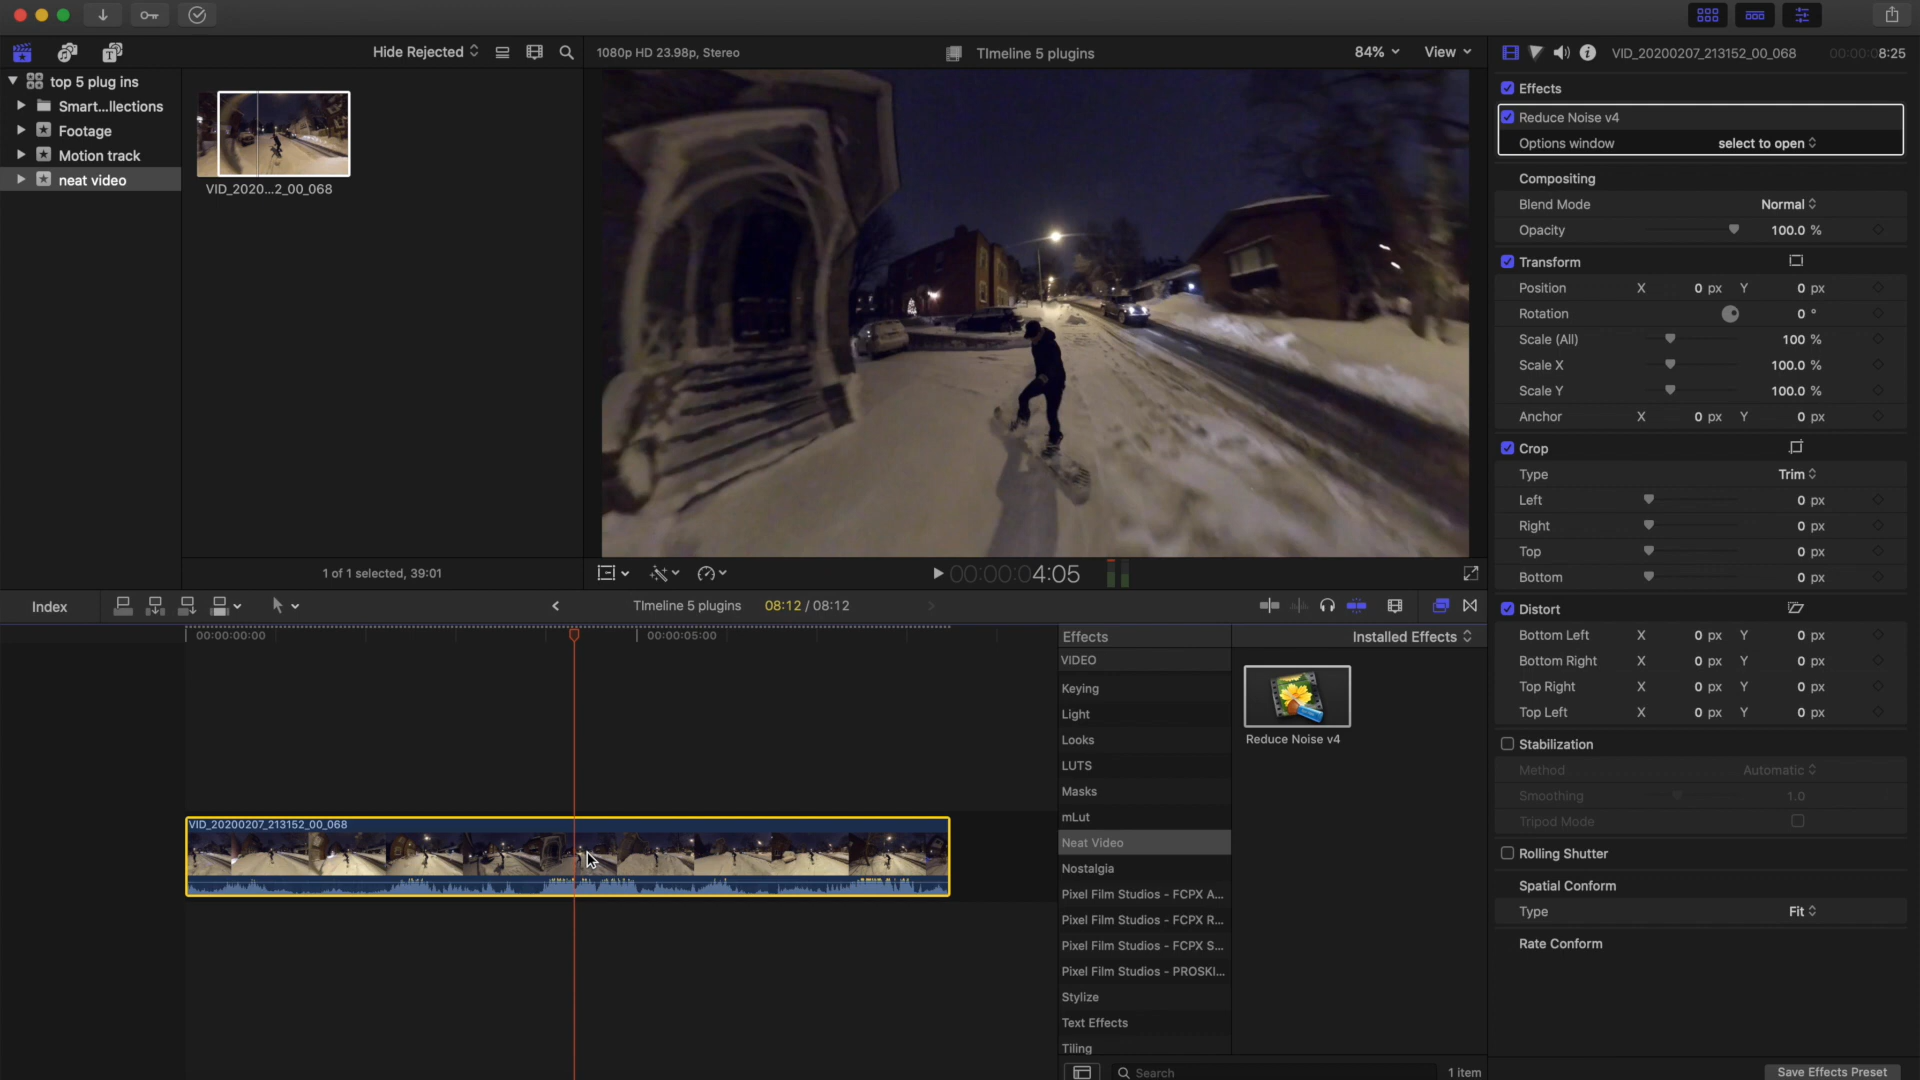 Hide Rejected
1080p HD 23.98p, Stereo
TImeline 5 plugins
84%
View
VID_20200207_213152_00_068
00:00:08:25
top 5 plug ins
Smart...llections
Footage
Motion track
neat video
VID_2020...2_00_068
1 of 1 selected, 39:01
00:00:04:05
Effects
Reduce Noise v4
Options window
select to open
Compositing
Blend Mode
Normal
Opacity
100.0 %
Transform
Position X 0 px Y 0 px
Rotation 0 °
Scale (All) 100 %
Scale X 100.0 %
Scale Y 100.0 %
Anchor X 0 px Y 0 px
Crop
Type Trim
Left 0 px
Right 0 px
Top 0 px
Bottom 0 px
Distort
Bottom Left X 0 px Y 0 px
Bottom Right X 0 px Y 0 px
Top Right X 0 px Y 0 px
Top Left X 0 px Y 0 px
Stabilization
Method Automatic
Smoothing 1.0
Tripod Mode
Rolling Shutter
Spatial Conform
Type Fit
Rate Conform
Save Effects Preset
Index
TImeline 5 plugins
08:12 / 08:12
00:00:00:00
00:00:05:00
VID_20200207_213152_00_068
Effects
Installed Effects
VIDEO
Keying
Light
Looks
LUTS
Masks
mLut
Neat Video
Nostalgia
Pixel Film Studios - FCPX A...
Pixel Film Studios - FCPX R...
Pixel Film Studios - FCPX S...
Pixel Film Studios - PROSKI...
Stylize
Text Effects
Tiling
Reduce Noise v4
Search
1 item